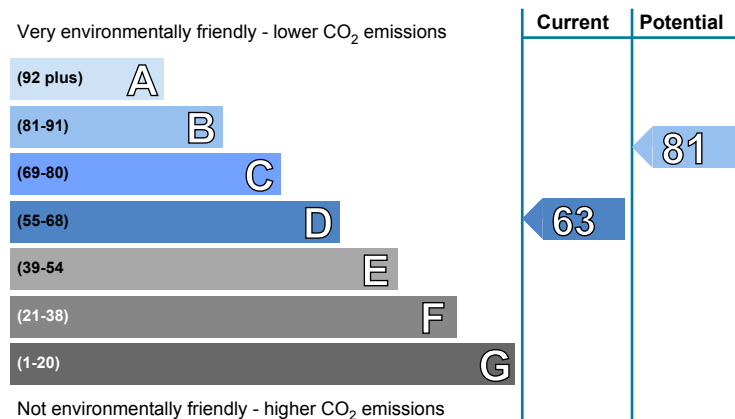 Current Potential
Very environmentally friendly - lower CO₂ emissions
(92 plus) A
(81-91) B
81
(69-80) C
(55-68) D
63
(39-54 E
(21-38) F
(1-20) G
Not environmentally friendly - higher CO₂ emissions